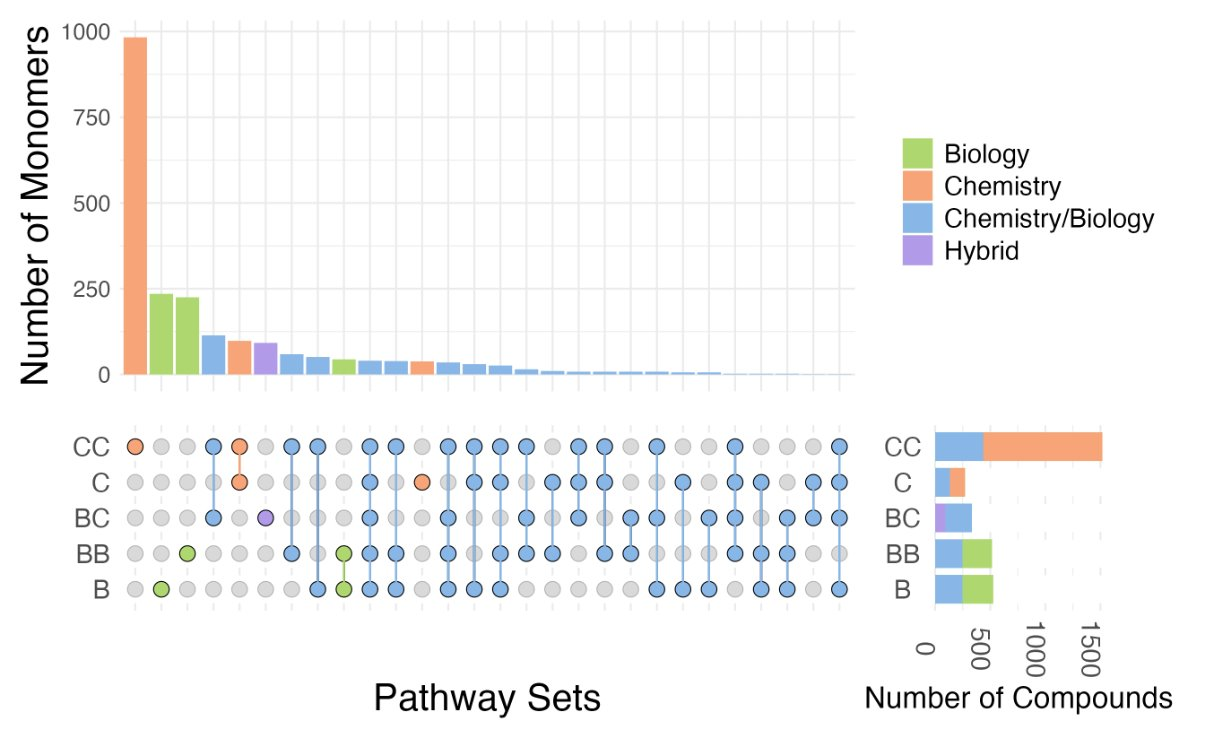 Number of Monomers
1000
750
500
250
0
Biology
Chemistry
Chemistry/Biology
Hybrid
CC
C
BC
BB
B
Pathway Sets
CC
C
BC
BB
B
0
500
1000
1500
Number of Compounds